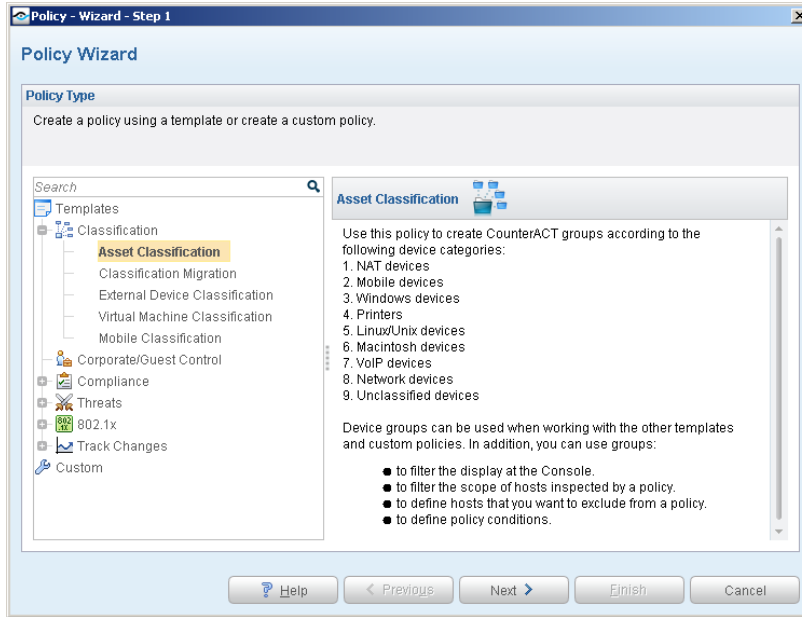 Policy - Wizard - Step 1
Policy Wizard
Policy Type
Create a policy using a template or create a custom policy.
Search
Templates
Classification
Asset Classification
Classification Migration
External Device Classification
Virtual Machine Classification
Mobile Classification
Corporate/Guest Control
Compliance
Threats
802.1x
802.1x
Track Changes
Custom
Asset Classification
Use this policy to create CounterACT groups according to the
following device categories:
1. NAT devices
2. Mobile devices
3. Windows devices
4. Printers
5. Linux/Unix devices
6. Macintosh devices
7. VoIP devices
8. Network devices
9. Unclassified devices
Device groups can be used when working with the other templates
and custom policies. In addition, you can use groups:
● to filter the display at the Console.
● to filter the scope of hosts inspected by a policy.
● to define hosts that you want to exclude from a policy.
● to define policy conditions.
? Help
< Previous
Next >
Finish
Cancel